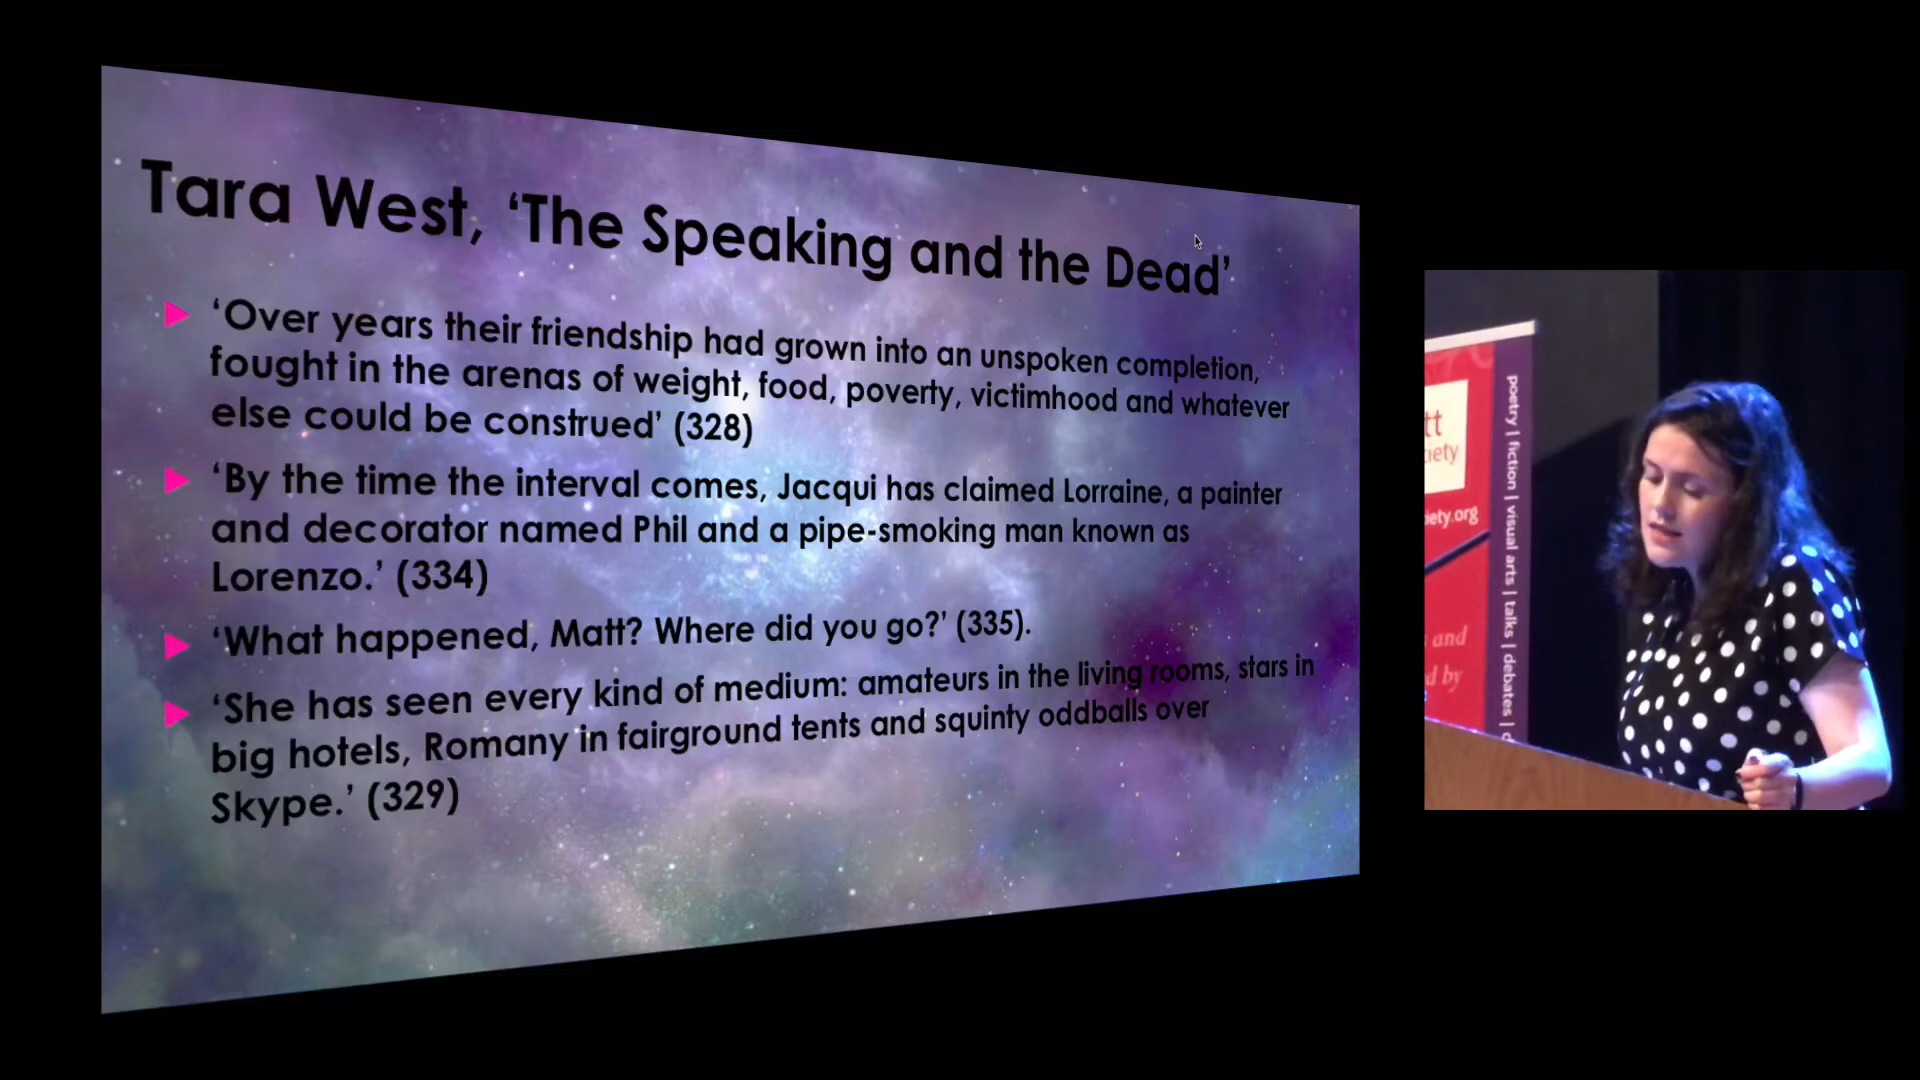 Tara West, ‘The Speaking and the Dead’
‘Over years their friendship had grown into an unspoken completion,
fought in the arenas of weight, food, poverty, victimhood and whatever
else could be construed’ (328)
‘By the time the interval comes, Jacqui has claimed Lorraine, a painter
and decorator named Phil and a pipe-smoking man known as
Lorenzo.’ (334)
‘What happened, Matt? Where did you go?’ (335).
‘She has seen every kind of medium: amateurs in the living rooms, stars in
big hotels, Romany in fairground tents and squinty oddballs over
Skype.’ (329)
tt
iety
iety.org
and
d by
poetry | fiction | visual arts | talks | debates | d